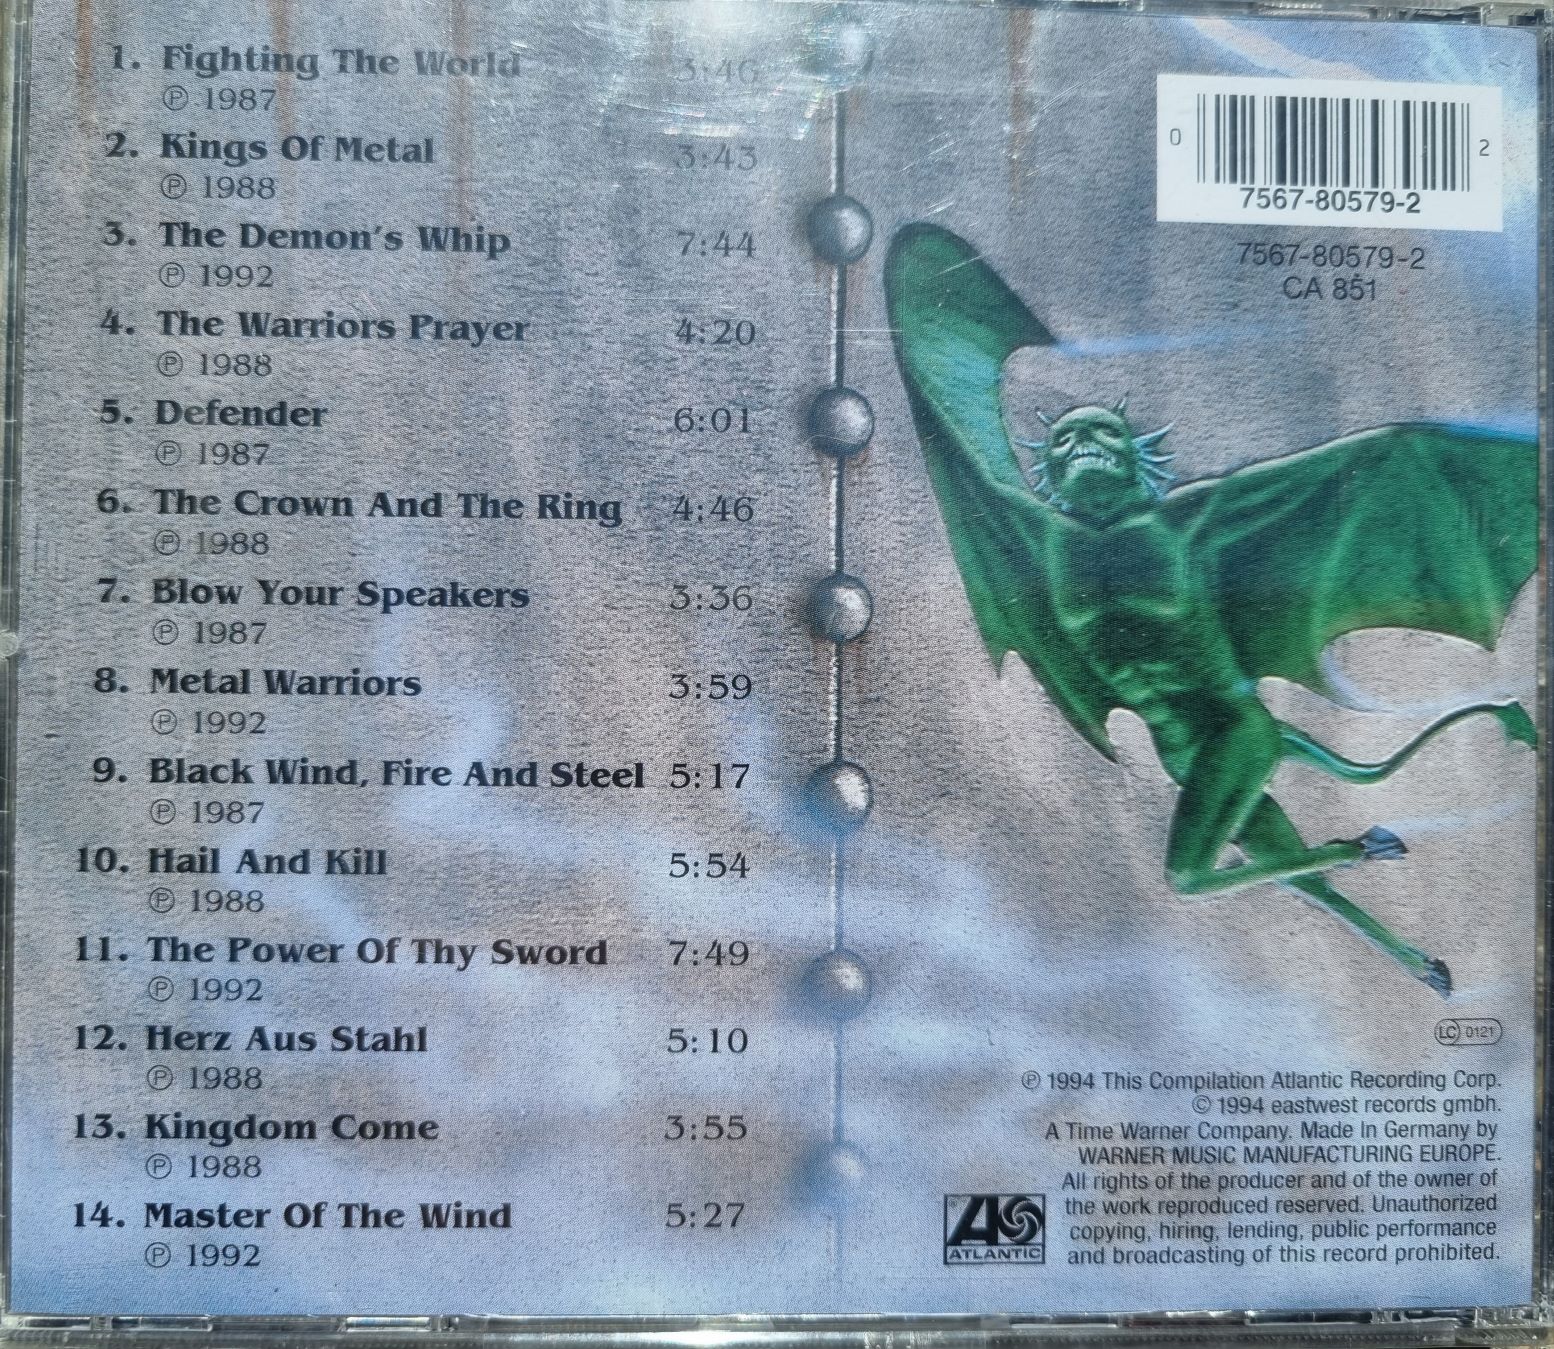 1. Fighting The World 3:46
℗ 1987
2. Kings Of Metal 3:43
℗ 1988
3. The Demon's Whip 7:44
℗ 1992
4. The Warriors Prayer 4:20
℗ 1988
5. Defender 6:01
℗ 1987
6. The Crown And The Ring 4:46
℗ 1988
7. Blow Your Speakers 3:36
℗ 1987
8. Metal Warriors 3:59
℗ 1992
9. Black Wind, Fire And Steel 5:17
℗ 1987
10. Hail And Kill 5:54
℗ 1988
11. The Power Of Thy Sword 7:49
℗ 1992
12. Herz Aus Stahl 5:10
℗ 1988
13. Kingdom Come 3:55
℗ 1988
14. Master Of The Wind 5:27
℗ 1992
0 2
7567-80579-2
7567-80579-2
CA 851
LC 0121
℗ 1994 This Compilation Atlantic Recording Corp.
© 1994 eastwest records gmbh.
A Time Warner Company. Made In Germany by
WARNER MUSIC MANUFACTURING EUROPE.
All rights of the producer and of the owner of
the work reproduced reserved. Unauthorized
copying, hiring, lending, public performance
and broadcasting of this record prohibited.
ATLANTIC